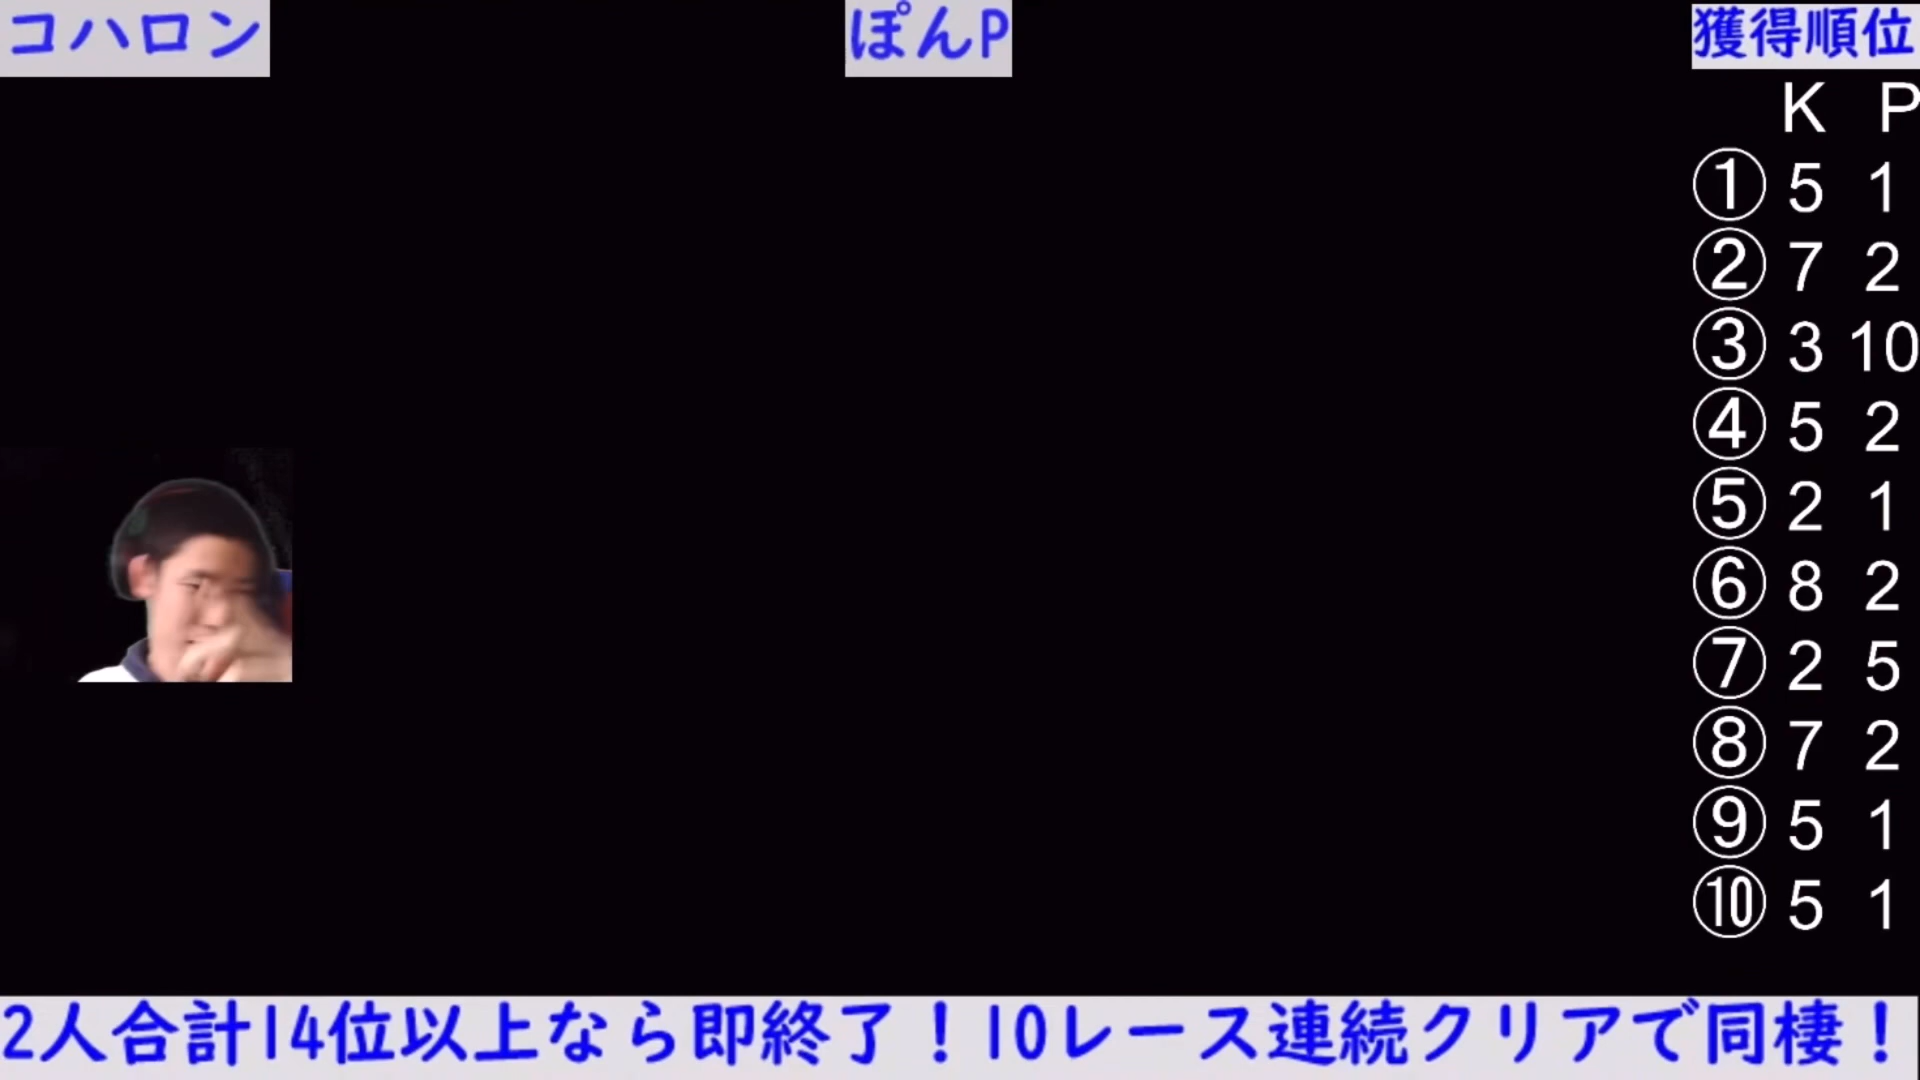 コハロン
ぽんP
獲得順位
K P
① 5 1
② 7 2
③ 3 10
④ 5 2
⑤ 2 1
⑥ 8 2
⑦ 2 5
⑧ 7 2
⑨ 5 1
⑩ 5 1
2人合計14位以上なら即終了！10レース連続クリアで同棲！